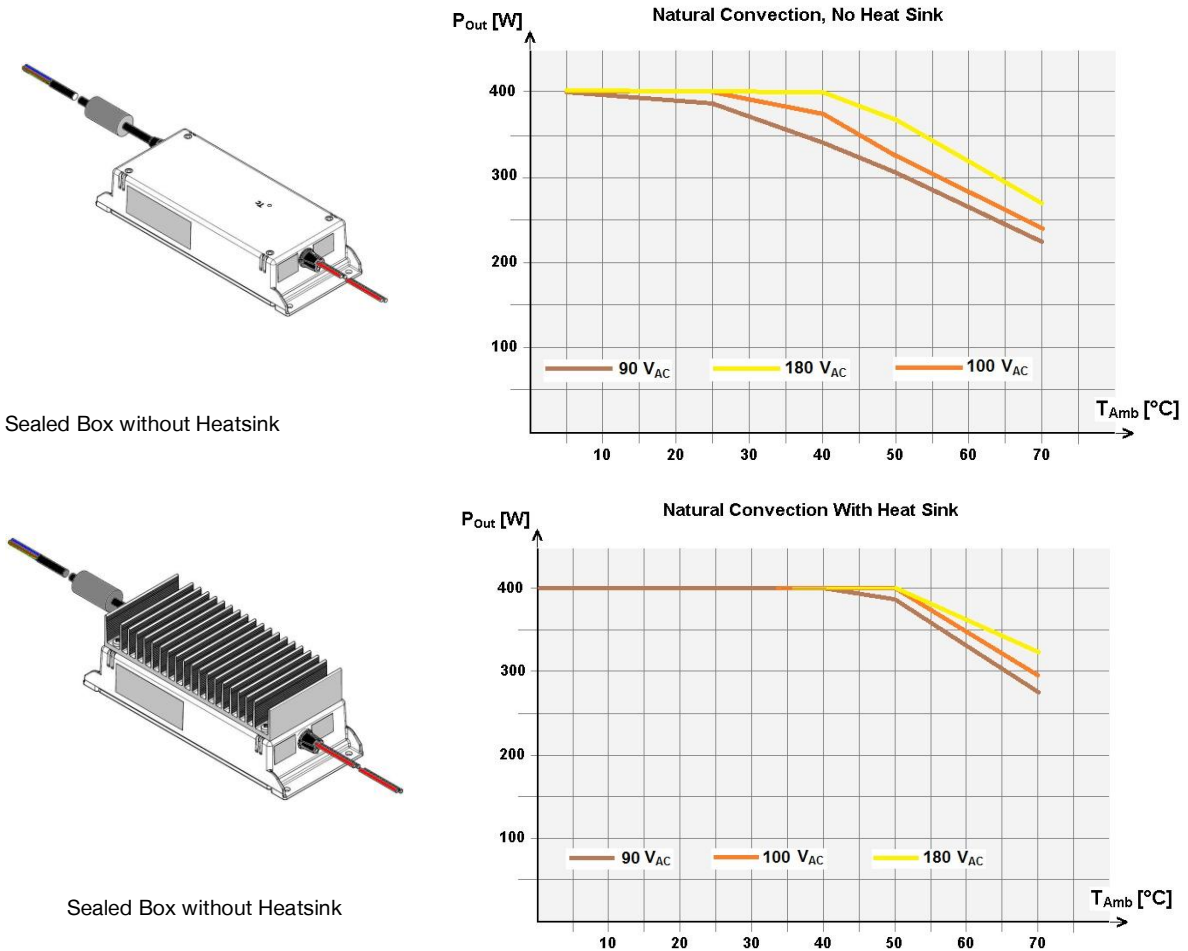 Natural Convection, No Heat Sink
P_Out [W]
400
300
200
100
90 V_AC
180 V_AC
100 V_AC
T_Amb [°C]
10 20 30 40 50 60 70
Tc
Sealed Box without Heatsink
Natural Convection With Heat Sink
P_Out [W]
400
300
200
100
90 V_AC
100 V_AC
180 V_AC
T_Amb [°C]
10 20 30 40 50 60 70
Sealed Box without Heatsink